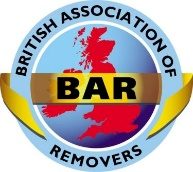 BRITISH ASSOCIATION OF
BAR
REMOVERS